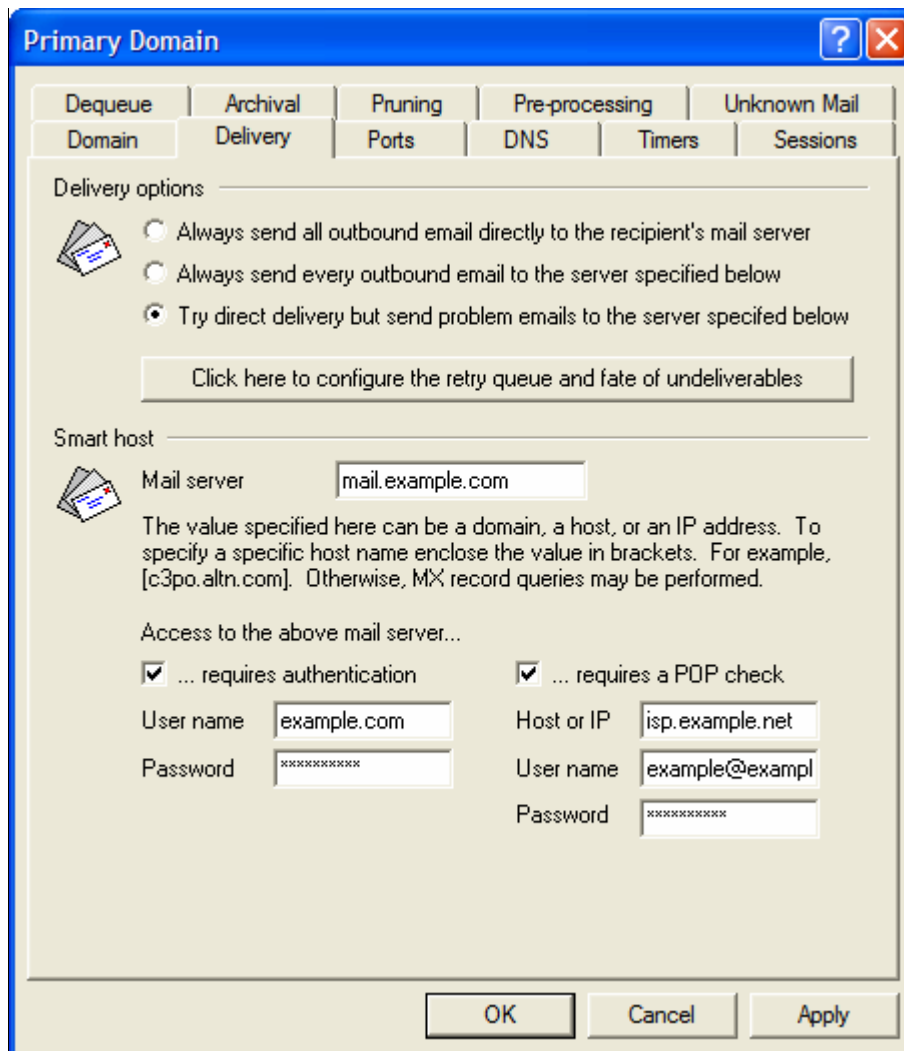 Primary Domain
Dequeue Archival Pruning Pre-processing Unknown Mail
Domain Delivery Ports DNS Timers Sessions
Delivery options
Always send all outbound email directly to the recipient's mail server
Always send every outbound email to the server specified below
Try direct delivery but send problem emails to the server specifed below
Click here to configure the retry queue and fate of undeliverables
Smart host
Mail server mail.example.com
The value specified here can be a domain, a host, or an IP address. To
specify a specific host name enclose the value in brackets. For example,
[c3po.altn.com]. Otherwise, MX record queries may be performed.
Access to the above mail server...
... requires authentication ... requires a POP check
User name example.com Host or IP isp.example.net
Password ×××××××××× User name example@exampl
Password ××××××××××
OK Cancel Apply